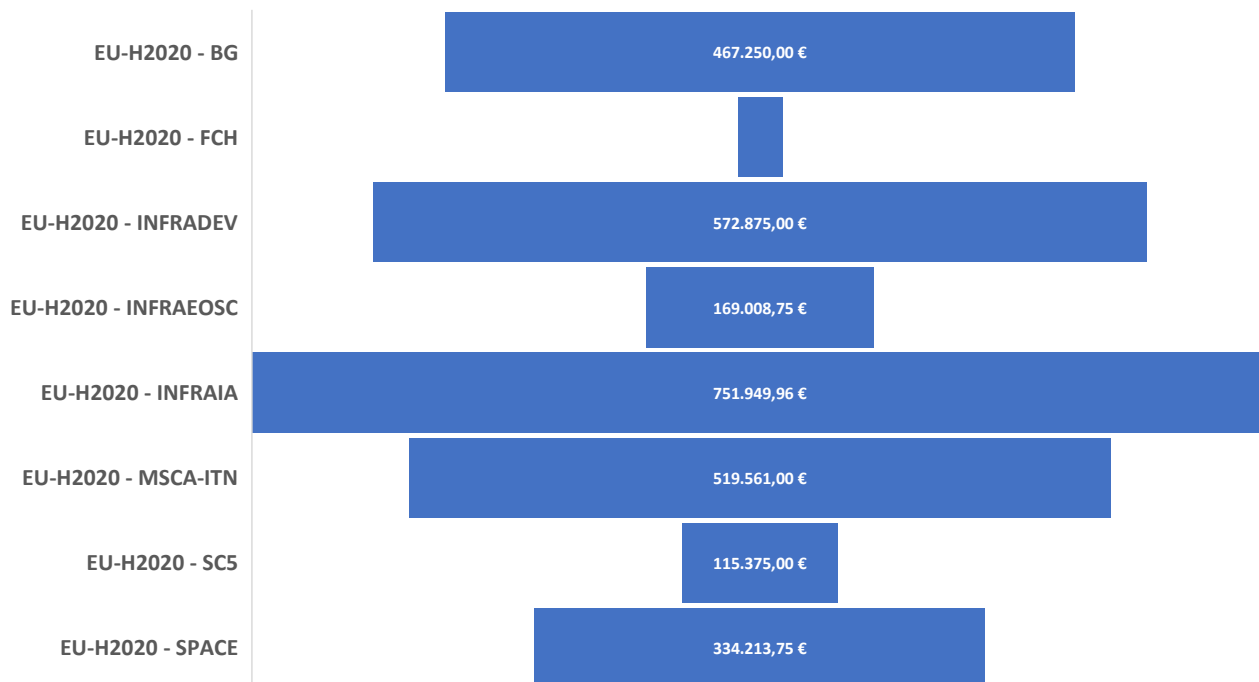 EU-H2020 - BG
467.250,00 €
EU-H2020 - FCH
EU-H2020 - INFRADEV
572.875,00 €
EU-H2020 - INFRAEOSC
169.008,75 €
EU-H2020 - INFRAIA
751.949,96 €
EU-H2020 - MSCA-ITN
519.561,00 €
EU-H2020 - SC5
115.375,00 €
EU-H2020 - SPACE
334.213,75 €